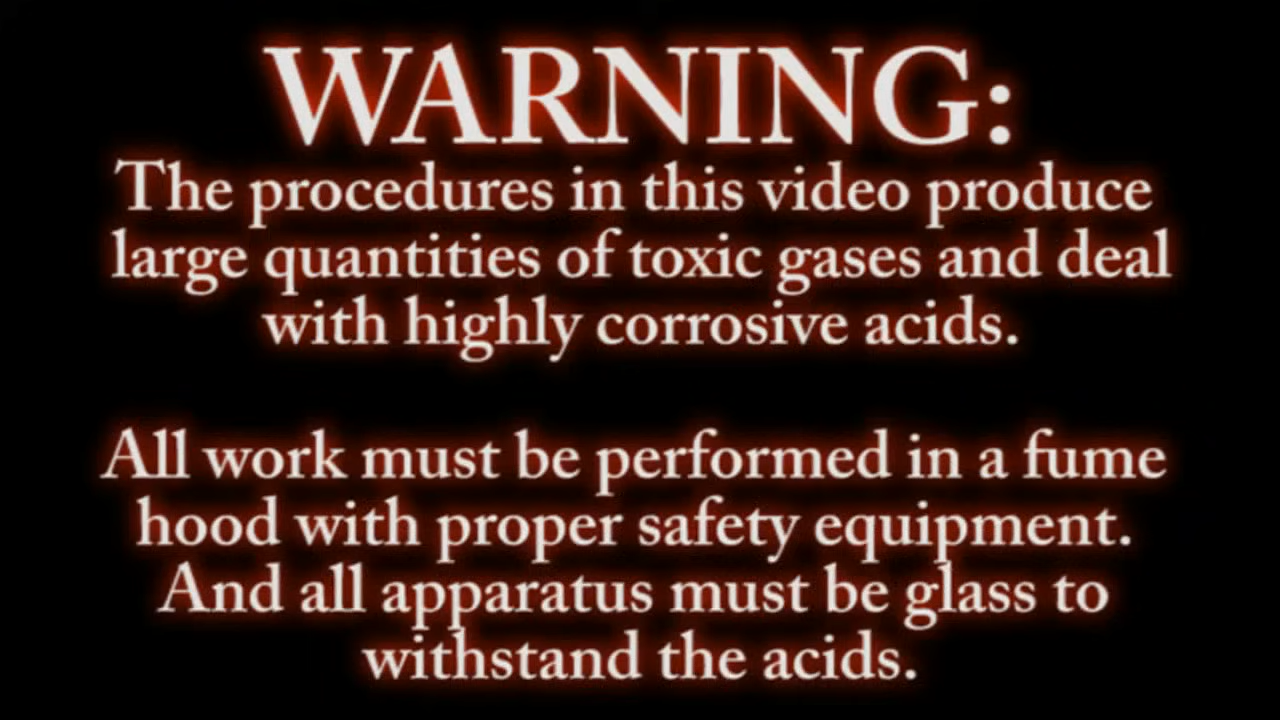 WARNING:
The procedures in this video produce
large quantities of toxic gases and deal
with highly corrosive acids.
All work must be performed in a fume
hood with proper safety equipment.
And all apparatus must be glass to
withstand the acids.